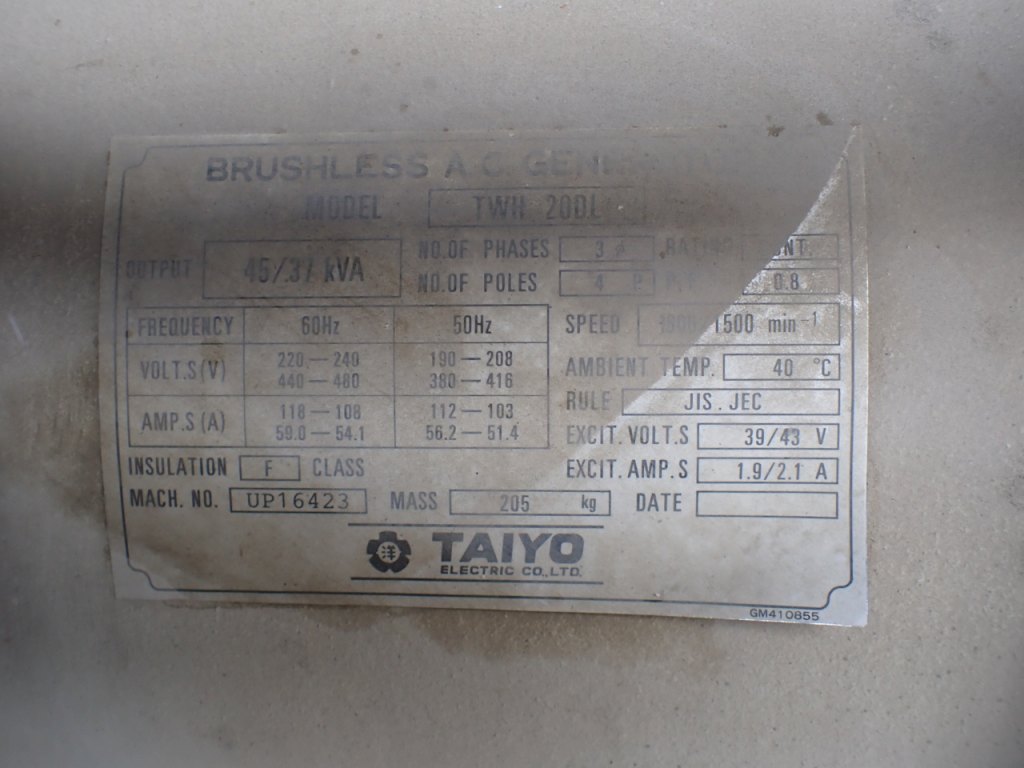 BRUSHLESS A.C. GENERATOR
MODEL TWH 20DL
OUTPUT 45/37 kVA
NO.OF PHASES 3 φ RATING CONT.
NO.OF POLES 4 P P.F. 0.8
FREQUENCY 60Hz 50Hz
SPEED 1800/1500 min⁻¹
VOLT.S(V) 220－240 190－208
440－480 380－416
AMBIENT TEMP. 40 °C
AMP.S(A) 118－108 112－103
59.0－54.1 56.2－51.4
RULE JIS.JEC
EXCIT.VOLT.S 39/43 V
INSULATION F CLASS
EXCIT.AMP.S 1.9/2.1 A
MACH.NO. UP16423 MASS 205 kg DATE
洋 TAIYO
ELECTRIC CO.,LTD.
GM410855